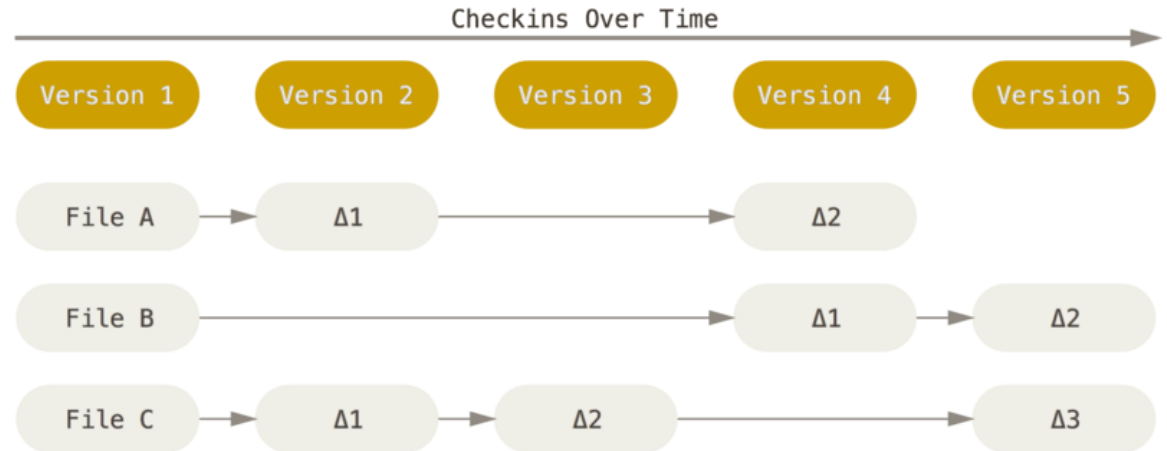 Checkins Over Time
Version 1 Version 2 Version 3 Version 4 Version 5
File A Δ1 Δ2
File B Δ1 Δ2
File C Δ1 Δ2 Δ3